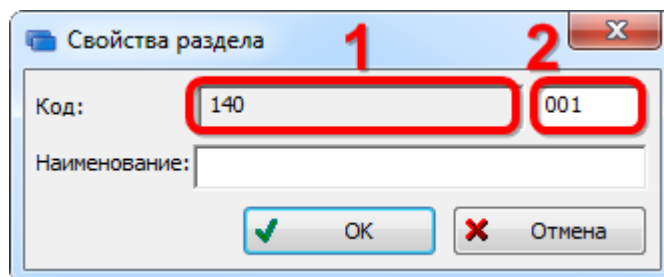 Свойства раздела 1 2
Код: 140 001
Наименование:
OK Отмена